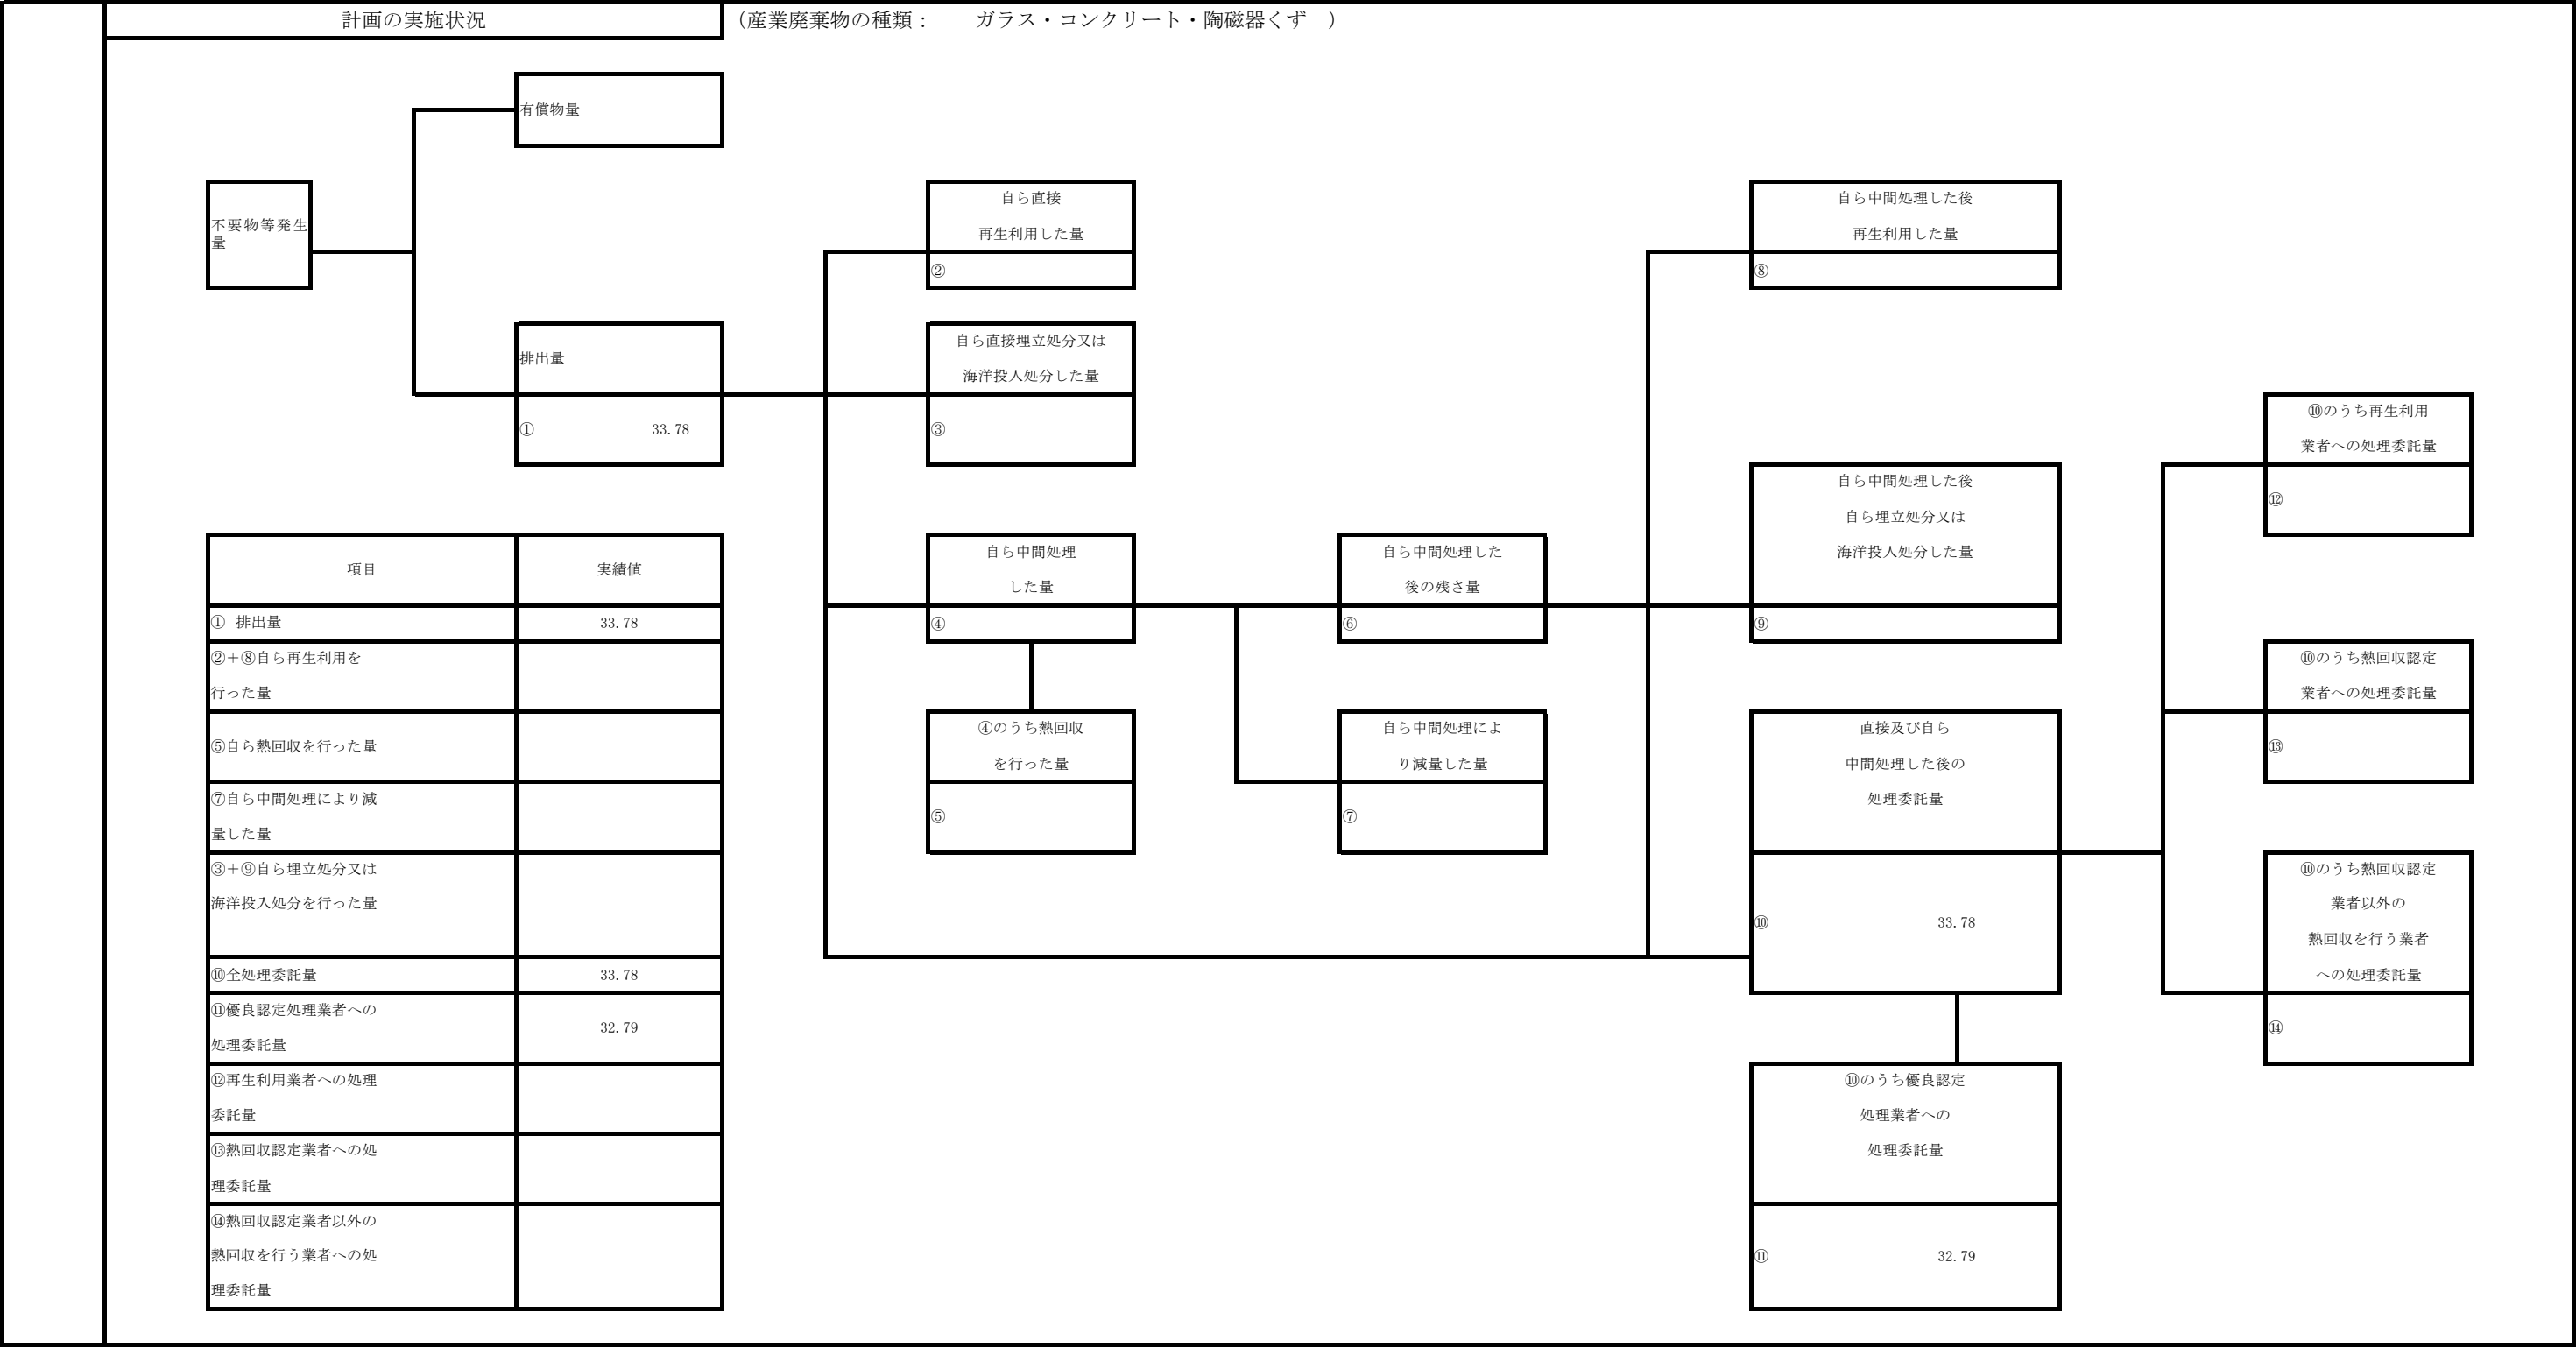 計画の実施状況
（産業廃棄物の種類：　　ガラス・コンクリート・陶磁器くず　）
有償物量
不要物等発生
量
排出量
① 33.78
自ら直接
再生利用した量
②
自ら直接埋立処分又は
海洋投入処分した量
③
自ら中間処理
した量
④
④のうち熱回収
を行った量
⑤
自ら中間処理した
後の残さ量
⑥
自ら中間処理によ
り減量した量
⑦
自ら中間処理した後
再生利用した量
⑧
自ら中間処理した後
自ら埋立処分又は
海洋投入処分した量
⑨
直接及び自ら
中間処理した後の
処理委託量
⑩ 33.78
⑩のうち優良認定
処理業者への
処理委託量
⑪ 32.79
⑩のうち再生利用
業者への処理委託量
⑫
⑩のうち熱回収認定
業者への処理委託量
⑬
⑩のうち熱回収認定
業者以外の
熱回収を行う業者
への処理委託量
⑭
項目 実績値
① 排出量 33.78
②＋⑧自ら再生利用を
行った量
⑤自ら熱回収を行った量
⑦自ら中間処理により減
量した量
③＋⑨自ら埋立処分又は
海洋投入処分を行った量
⑩全処理委託量 33.78
⑪優良認定処理業者への
処理委託量 32.79
⑫再生利用業者への処理
委託量
⑬熱回収認定業者への処
理委託量
⑭熱回収認定業者以外の
熱回収を行う業者への処
理委託量